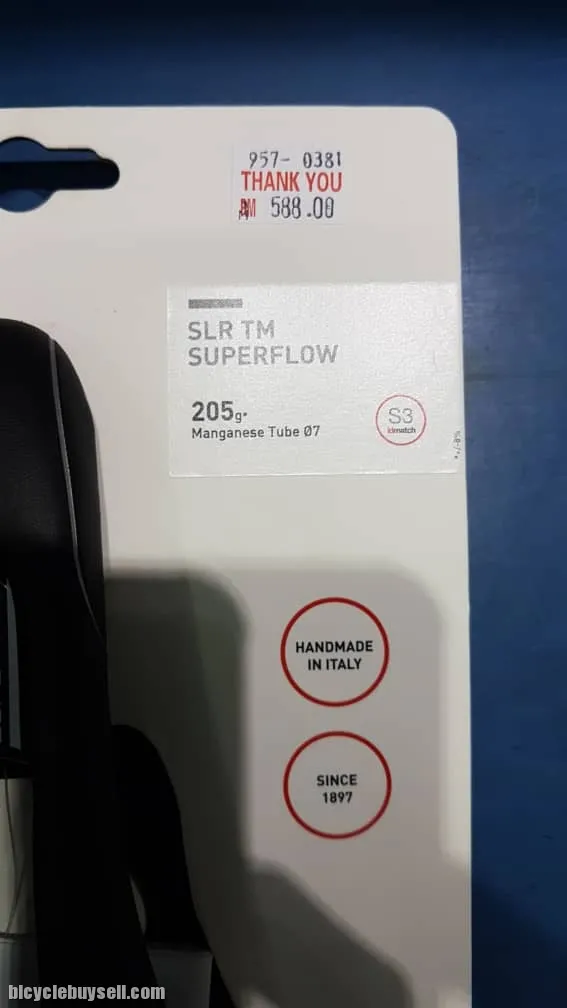 957- 0381
THANK YOU
RM 588.00
SLR TM
SUPERFLOW
205g*
Manganese Tube Ø7
S3
idmatch
+/-8%
HANDMADE
IN ITALY
SINCE
1897
bicyclebuysell.com